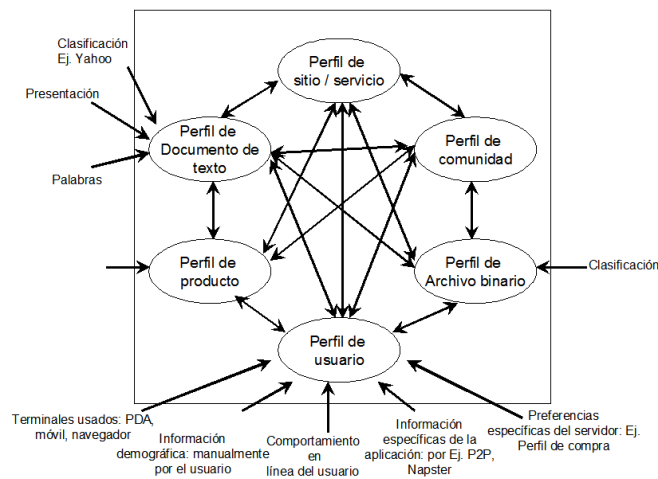 Clasificación
Ej. Yahoo
Presentación
Palabras
Perfil de
sitio / servicio
Perfil de
Documento de
texto
Perfil de
comunidad
Perfil de
producto
Perfil de
Archivo binario
Clasificación
Perfil de
usuario
Terminales usados: PDA,
móvil, navegador
Información
demográfica: manualmente
por el usuario
Comportamiento
en
línea del usuario
Información
específicas de la
aplicación: por Ej. P2P,
Napster
Preferencias
específicas del servidor: Ej.
Perfil de compra